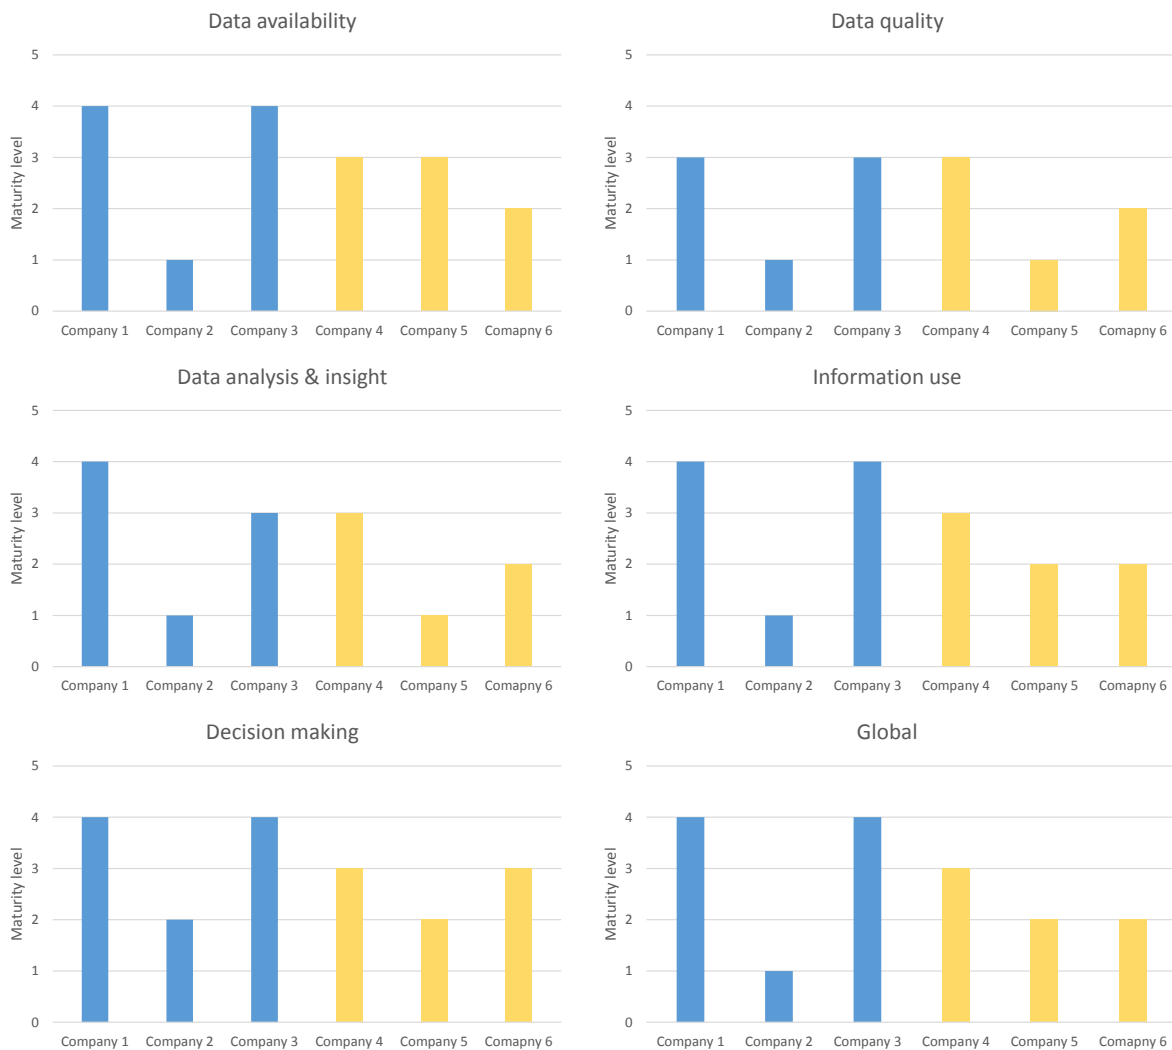 Data availability
5
4
3
2
1
0
Maturity level
Company 1 Company 2 Company 3 Company 4 Company 5 Comapny 6
Data quality
5
4
3
2
1
0
Maturity level
Company 1 Company 2 Company 3 Company 4 Company 5 Comapny 6
Data analysis & insight
5
4
3
2
1
0
Maturity level
Company 1 Company 2 Company 3 Company 4 Company 5 Comapny 6
Information use
5
4
3
2
1
0
Maturity level
Company 1 Company 2 Company 3 Company 4 Company 5 Comapny 6
Decision making
5
4
3
2
1
0
Maturity level
Company 1 Company 2 Company 3 Company 4 Company 5 Comapny 6
Global
5
4
3
2
1
0
Maturity level
Company 1 Company 2 Company 3 Company 4 Company 5 Comapny 6